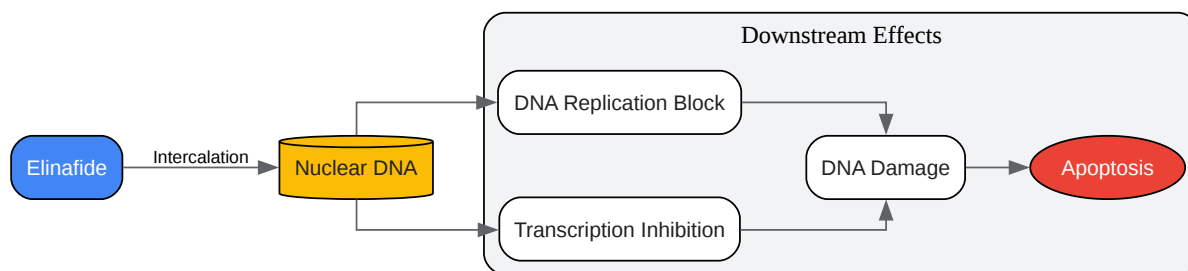 Downstream Effects
DNA Replication Block
Elinafide
Intercalation
Nuclear DNA
DNA Damage
Apoptosis
Transcription Inhibition